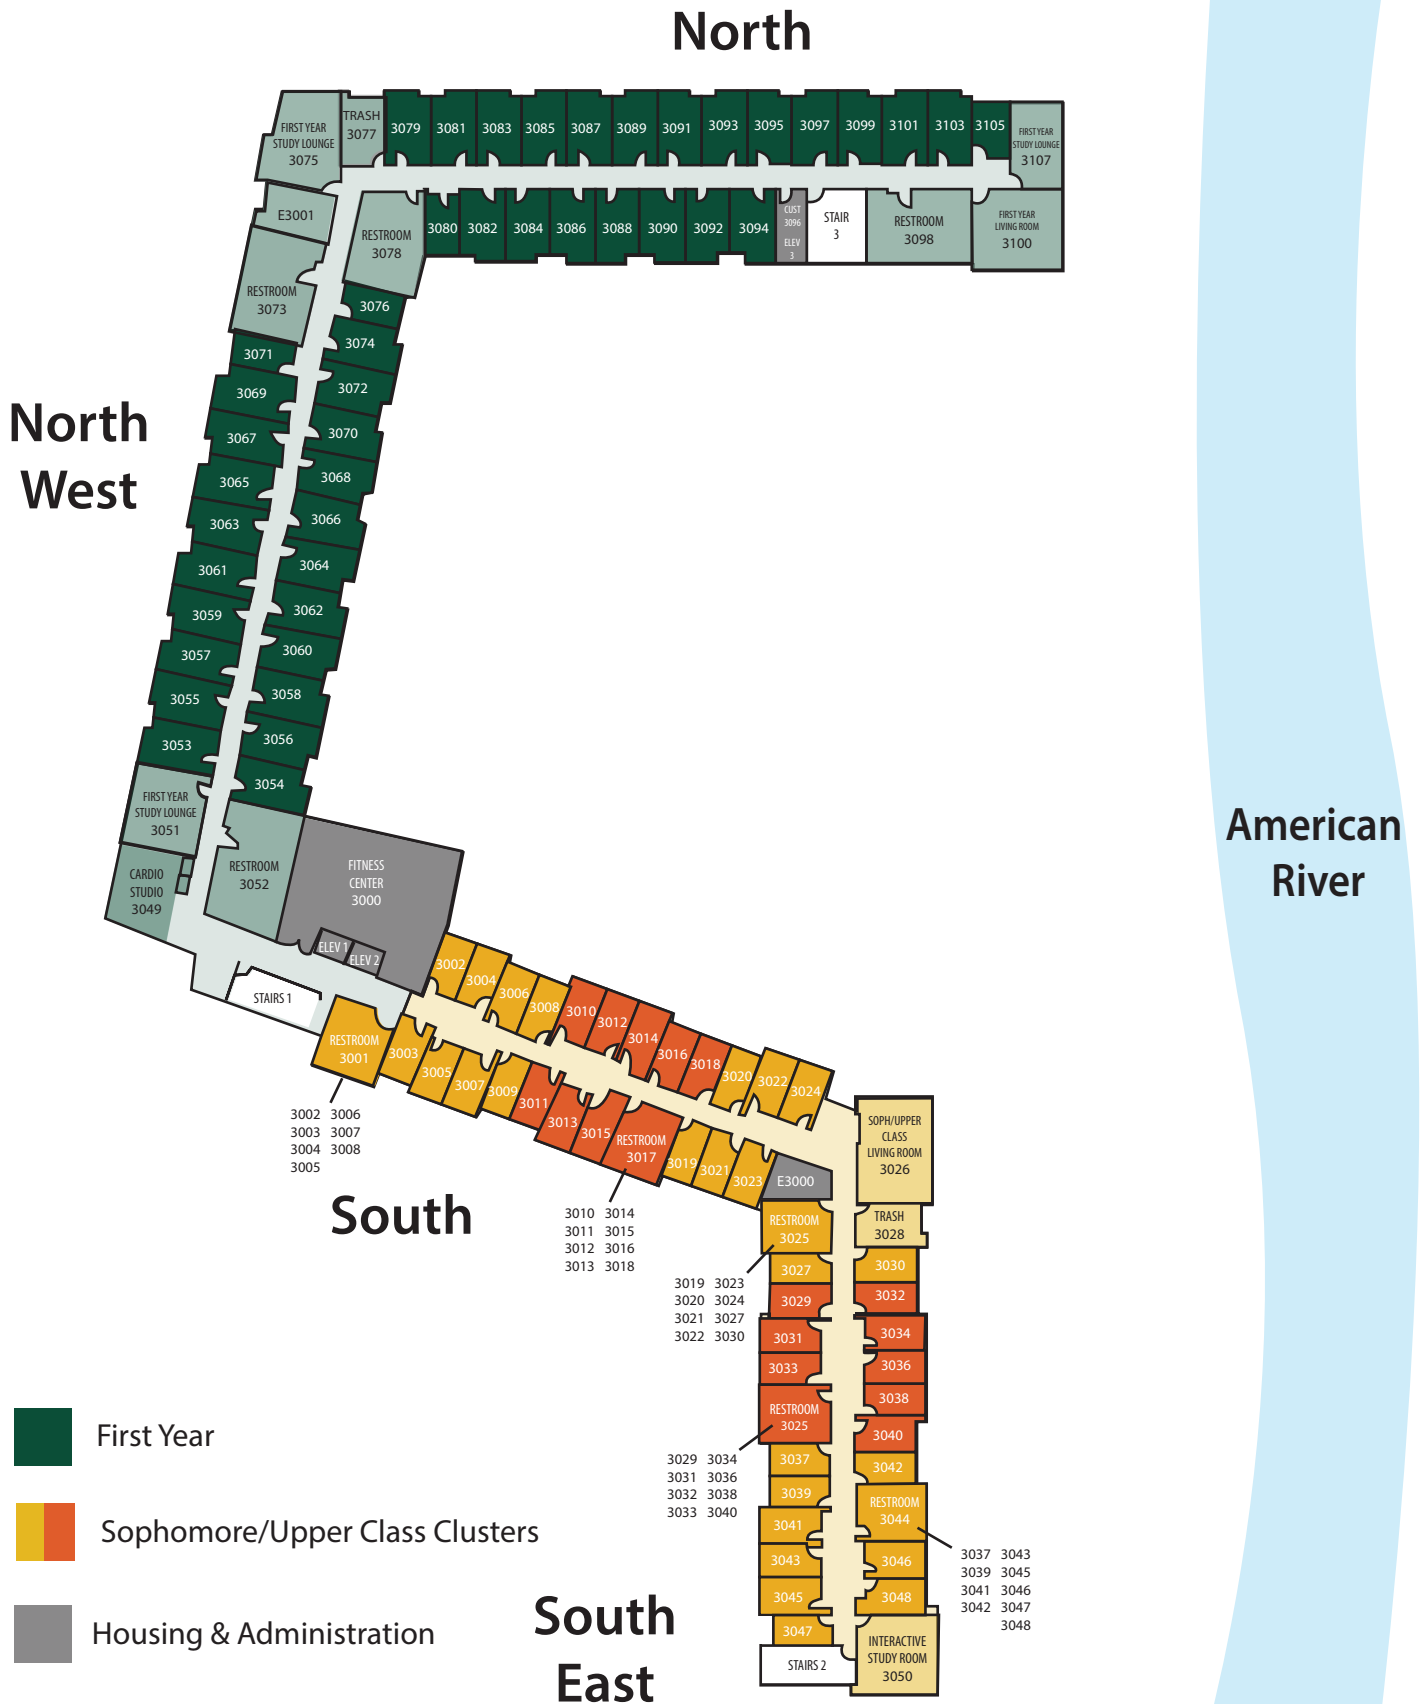 North
FIRST YEAR
STUDY LOUNGE
3075
TRASH
3077
3079
3081
3083
3085
3087
3089
3091
3093
3095
3097
3099
3101
3103
3105
FIRST YEAR
STUDY LOUNGE
3107
E3001
RESTROOM
3078
3080
3082
3084
3086
3088
3090
3092
3094
CUST
3096
ELEV
3
STAIR
3
RESTROOM
3098
FIRST YEAR
LIVING ROOM
3100
RESTROOM
3073
North
West
3071
3069
3067
3065
3063
3061
3059
3057
3055
3053
3076
3074
3072
3070
3068
3066
3064
3062
3060
3058
3056
3054
FIRST YEAR
STUDY LOUNGE
3051
CARDIO
STUDIO
3049
RESTROOM
3052
FITNESS
CENTER
3000
ELEV 1
ELEV 2
STAIRS 1
American
River
3002
3004
3006
3008
3010
3012
3014
3016
3018
3020
3022
3024
RESTROOM
3001
3003
3005
3007
3009
3011
3013
3015
RESTROOM
3017
3019
3021
3023
E3000
3002 3006
3003 3007
3004 3008
3005
South
3010 3014
3011 3015
3012 3016
3013 3018
SOPH/UPPER
CLASS
LIVING ROOM
3026
TRASH
3028
RESTROOM
3025
3019 3023
3020 3024
3021 3027
3022 3030
3027
3029
3031
3033
RESTROOM
3025
3029 3034
3031 3036
3032 3038
3033 3040
3037
3039
3041
3043
3045
3047
3030
3032
3034
3036
3038
3040
3042
RESTROOM
3044
3046
3048
3037 3043
3039 3045
3041 3046
3042 3047
3048
STAIRS 2
INTERACTIVE
STUDY ROOM
3050
South
East
First Year
Sophomore/Upper Class Clusters
Housing & Administration